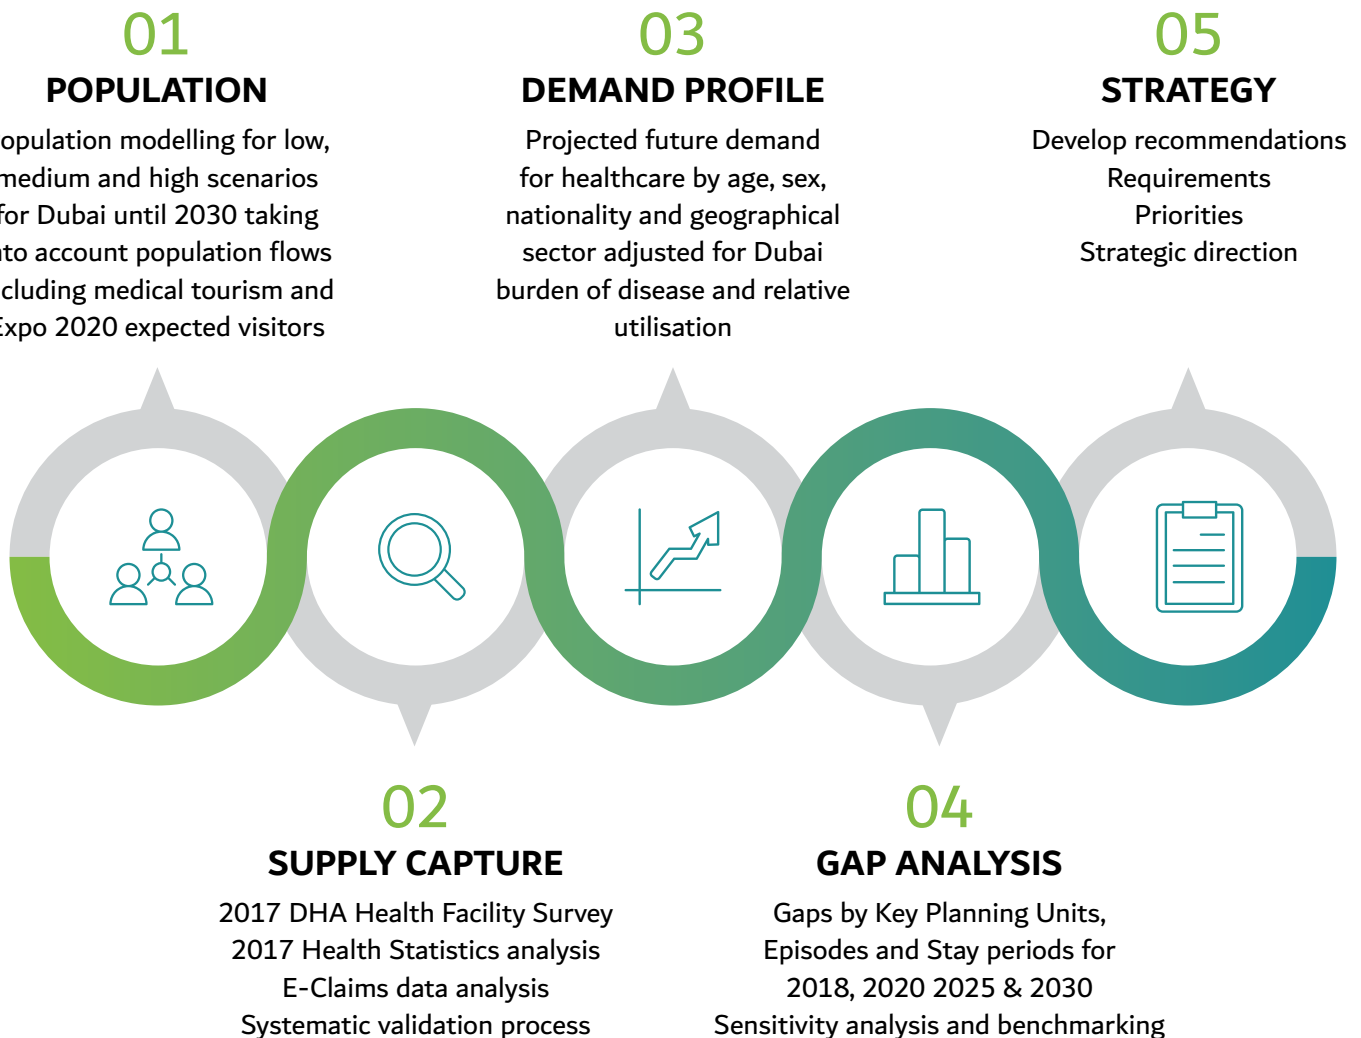 01
POPULATION
opulation modelling for low,
medium and high scenarios
for Dubai until 2030 taking
nto account population flows
cluding medical tourism and
Expo 2020 expected visitors
03
DEMAND PROFILE
Projected future demand
for healthcare by age, sex,
nationality and geographical
sector adjusted for Dubai
burden of disease and relative
utilisation
05
STRATEGY
Develop recommendations
Requirements
Priorities
Strategic direction
02
SUPPLY CAPTURE
2017 DHA Health Facility Survey
2017 Health Statistics analysis
E-Claims data analysis
Systematic validation process
04
GAP ANALYSIS
Gaps by Key Planning Units,
Episodes and Stay periods for
2018, 2020 2025 & 2030
Sensitivity analysis and benchmarking